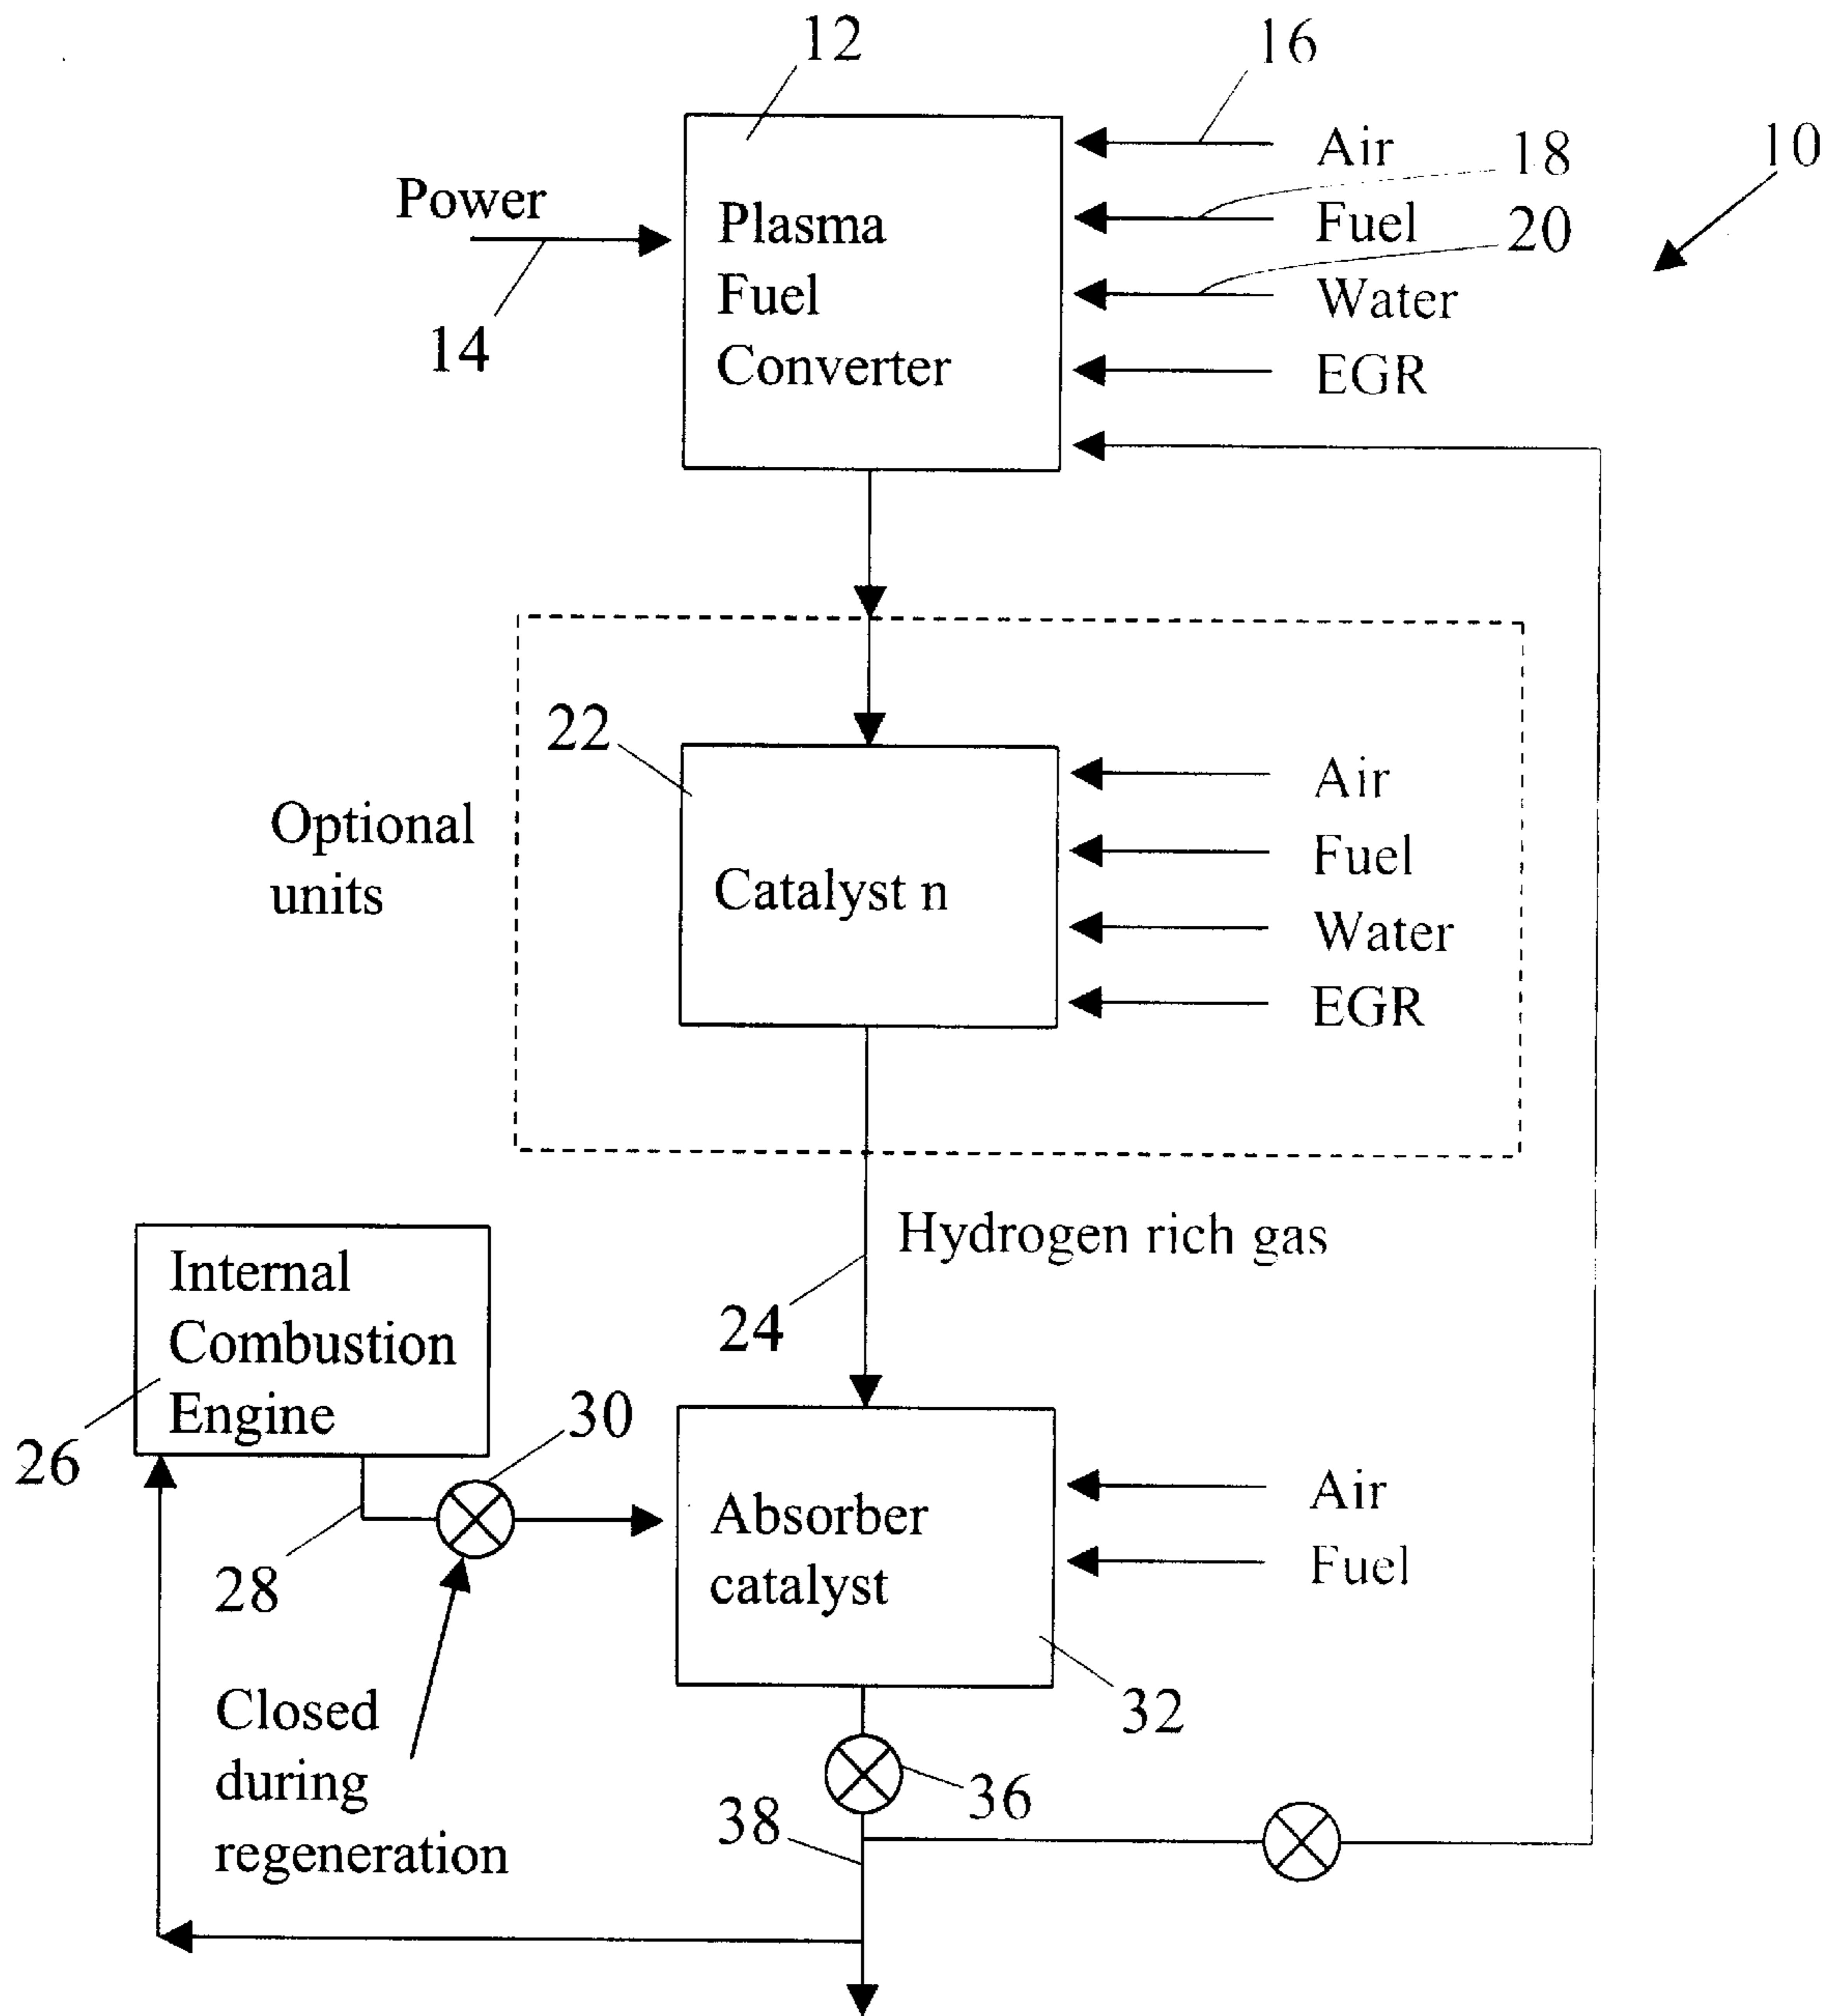 12
16
Air
10
18
Power
Plasma
Fuel
Converter
Fuel
20
Water
14
EGR
22
Air
Optional
units
Fuel
Catalyst n
Water
EGR
Hydrogen rich gas
24
Internal
Combustion
Engine
26
30
Absorber
catalyst
Air
28
Fuel
Closed
during
regeneration
32
36
38